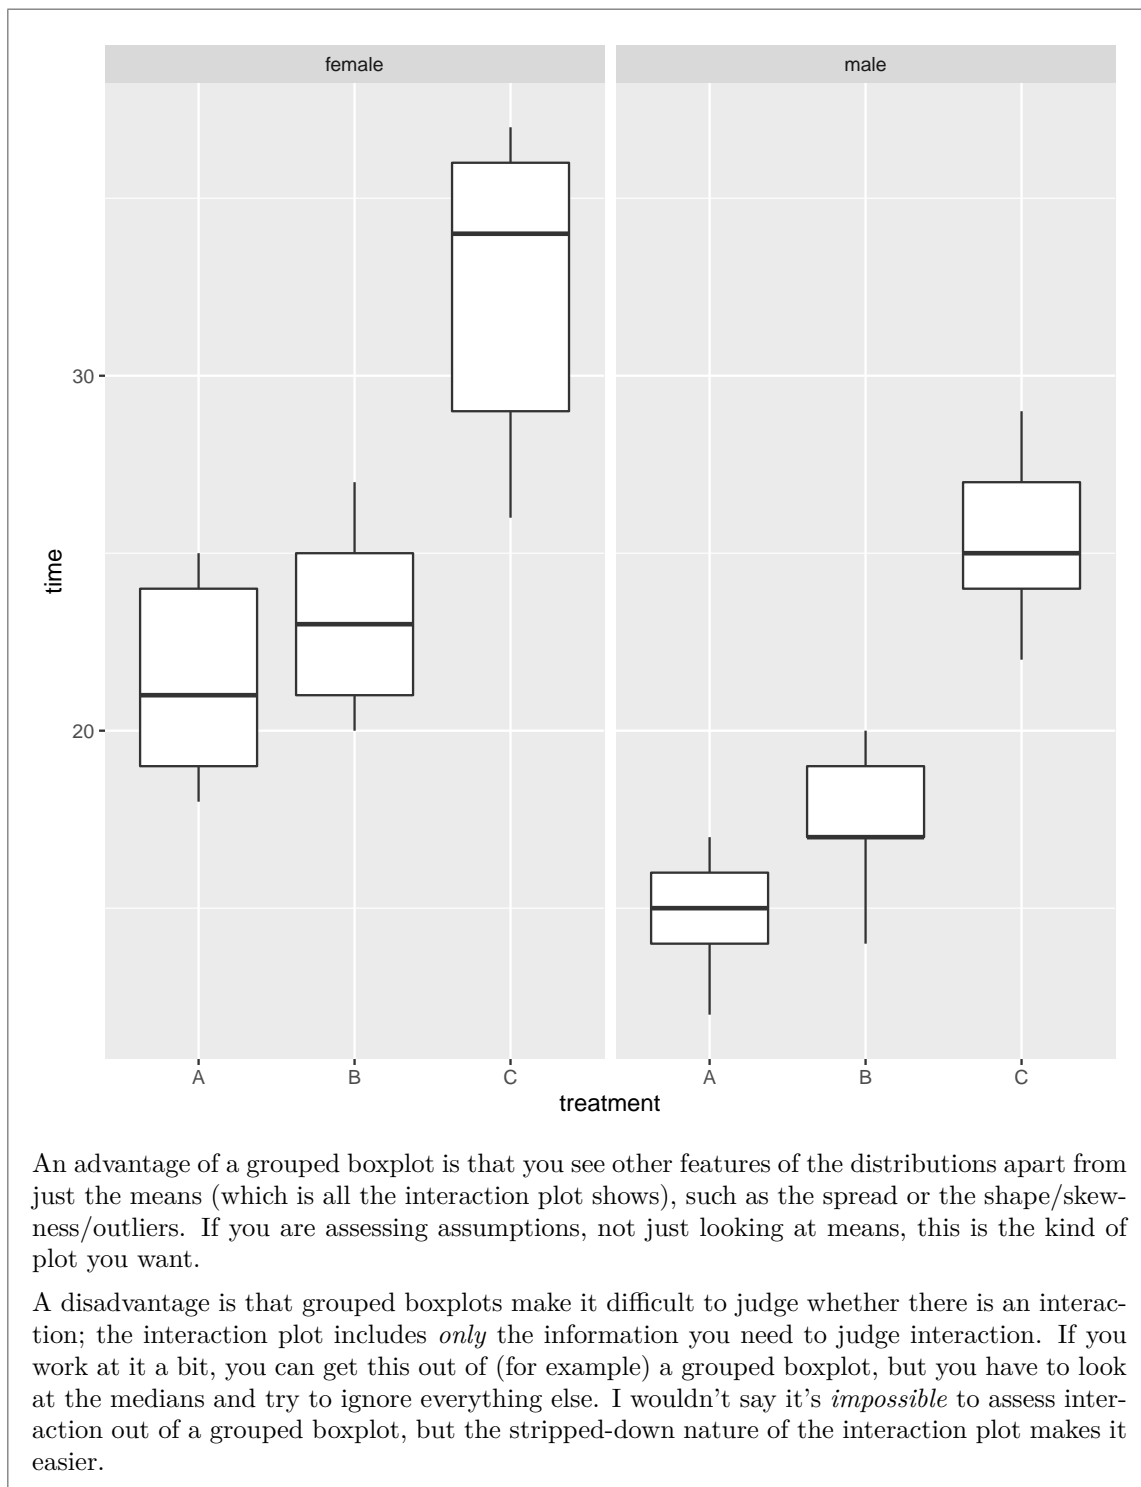 female
male
30
20
time
A
B
C
A
B
C
treatment
An advantage of a grouped boxplot is that you see other features of the distributions apart from
just the means (which is all the interaction plot shows), such as the spread or the shape/skew-
ness/outliers. If you are assessing assumptions, not just looking at means, this is the kind of
plot you want.
A disadvantage is that grouped boxplots make it difficult to judge whether there is an interac-
tion; the interaction plot includes only the information you need to judge interaction. If you
work at it a bit, you can get this out of (for example) a grouped boxplot, but you have to look
at the medians and try to ignore everything else. I wouldn't say it's impossible to assess inter-
action out of a grouped boxplot, but the stripped-down nature of the interaction plot makes it
easier.